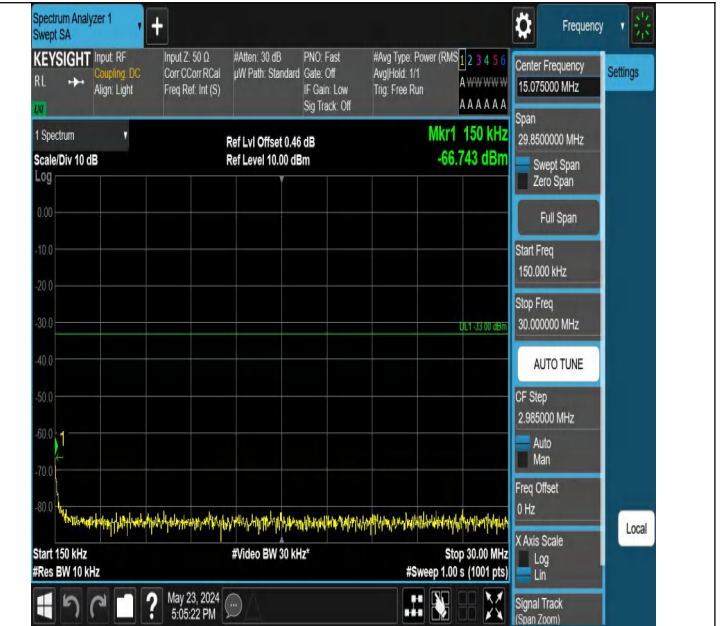 Spectrum Analyzer 1
Swept SA
+
Frequency
KEYSIGHT
RL
LXI
Input: RF
Coupling: DC
Align: Light
Input Z: 50 Ω
Corr CCorr RCal
Freq Ref: Int (S)
#Atten: 30 dB
µW Path: Standard
PNO: Fast
Gate: Off
IF Gain: Low
Sig Track: Off
#Avg Type: Power (RMS
Avg|Hold: 1/1
Trig: Free Run
1 2 3 4 5 6
A W W W W W
A A A A A A
1 Spectrum
Scale/Div 10 dB
Log
Ref Lvl Offset 0.46 dB
Ref Level 10.00 dBm
Mkr1 150 kHz
-66.743 dBm
0.00
-10.0
-20.0
-30.0
DL1 -33.00 dBm
-40.0
-50.0
-60.0
1
-70.0
-80.0
Start 150 kHz
#Video BW 30 kHz*
Stop 30.00 MHz
#Res BW 10 kHz
#Sweep 1.00 s (1001 pts)
?
May 23, 2024
5:05:22 PM
Center Frequency
15.075000 MHz
Settings
Span
29.8500000 MHz
Swept Span
Zero Span
Full Span
Start Freq
150.000 kHz
Stop Freq
30.000000 MHz
AUTO TUNE
CF Step
2.985000 MHz
Auto
Man
Freq Offset
0 Hz
X Axis Scale
Log
Lin
Signal Track
(Span Zoom)
Local